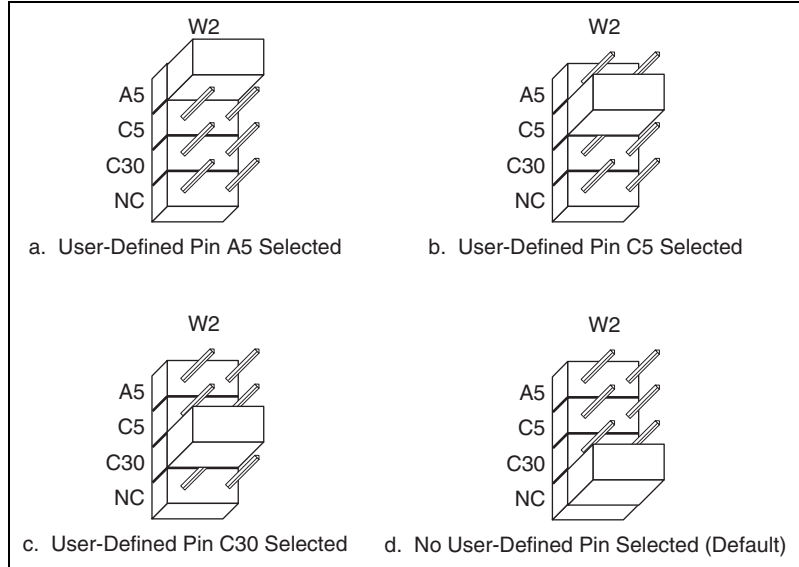 W2
A5
C5
C30
NC
a. User-Defined Pin A5 Selected
W2
A5
C5
C30
NC
b. User-Defined Pin C5 Selected
W2
A5
C5
C30
NC
c. User-Defined Pin C30 Selected
W2
A5
C5
C30
NC
d. No User-Defined Pin Selected (Default)